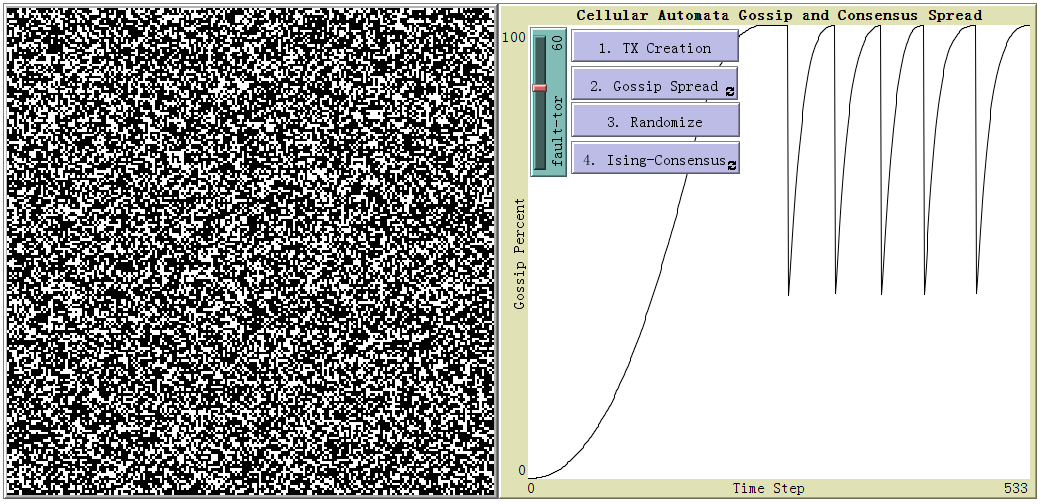 Cellular Automata Gossip and Consensus Spread
100
60
fault-tor
1. TX Creation
2. Gossip Spread
3. Randomize
4. Ising-Consensus
Gossip Percent
0
0
Time Step
533